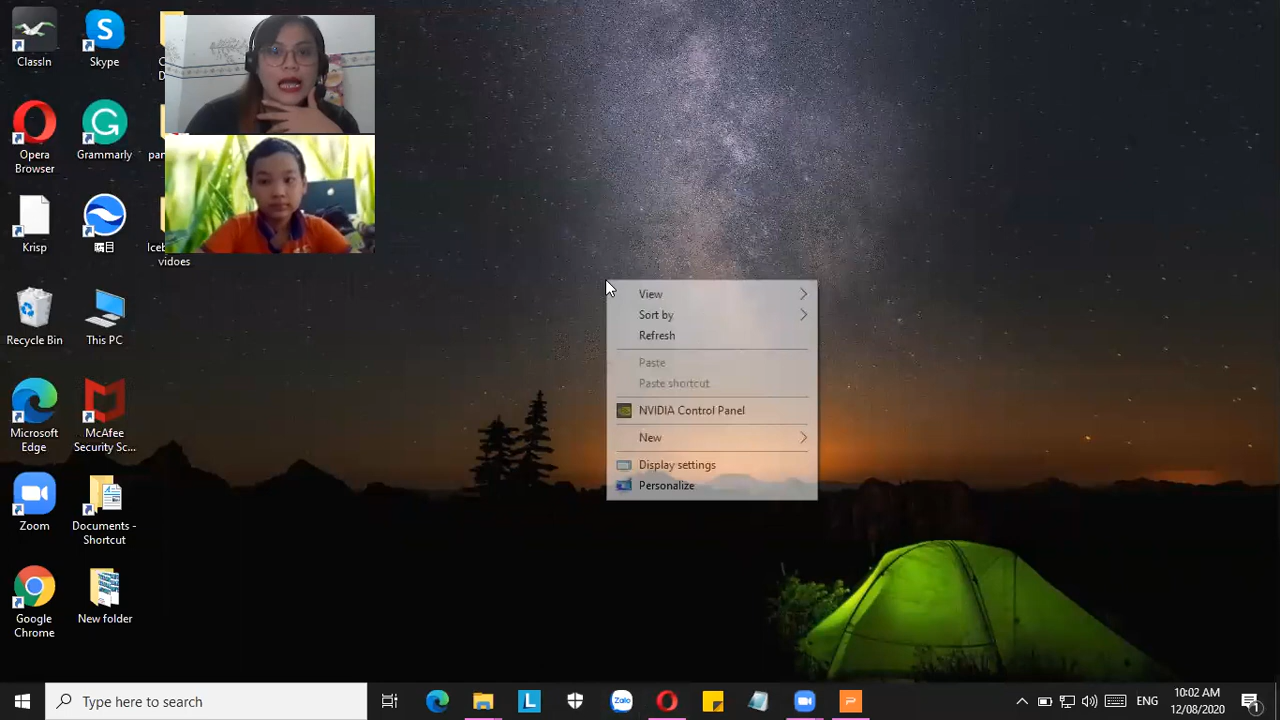 ClassIn
Skype
Opera
Browser
Grammarly
Krisp
Iceb
vidoes
Recycle Bin
This PC
Microsoft
Edge
McAfee
Security Sc...
Zoom
Documents -
Shortcut
Google
Chrome
New folder
View
Sort by
Refresh
Paste
Paste shortcut
NVIDIA Control Panel
New
Display settings
Personalize
Type here to search
Zalo
ENG
10:02 AM
12/08/2020
1